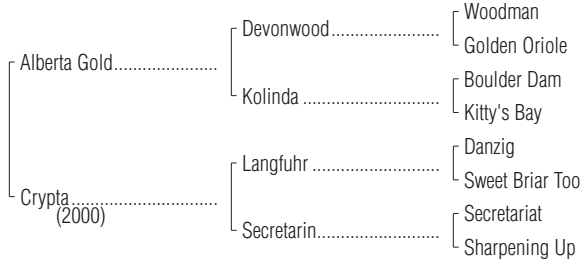 Woodman
Devonwood
Golden Oriole
Alberta Gold
Boulder Dam
Kolinda
Kitty's Bay
Danzig
Langfuhr
Sweet Briar Too
Crypta
(2000)
Secretariat
Secretarin
Sharpening Up